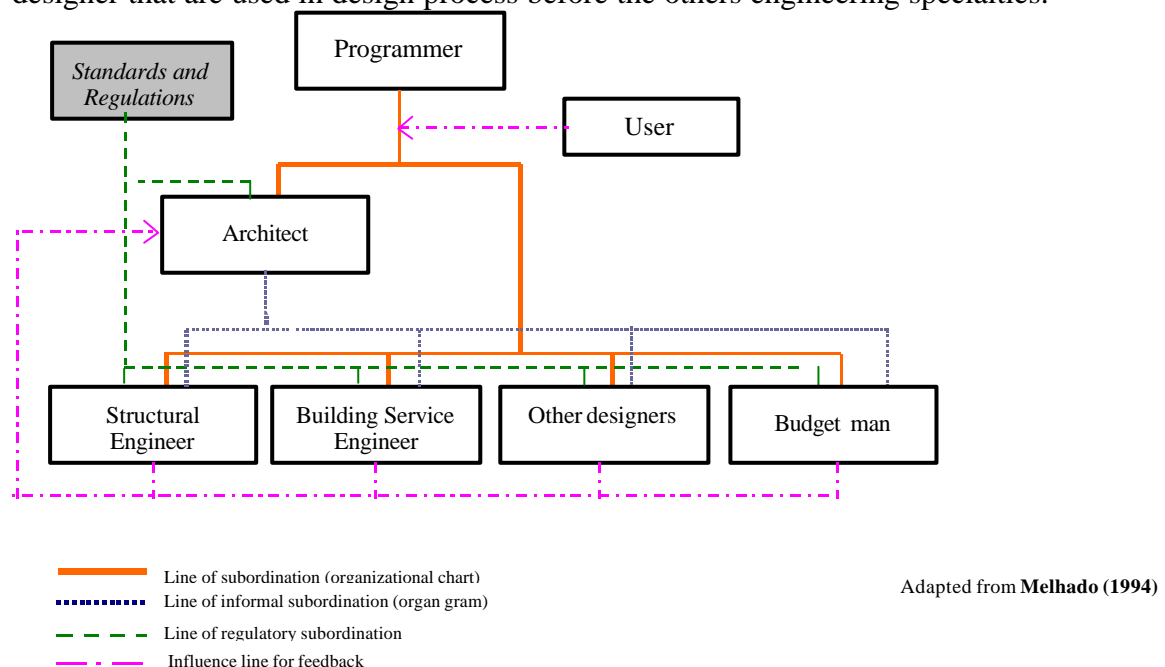 designer that are used in design process before the others engineering specialties.
Programmer
Standards and
Regulations
User
Architect
Structural
Engineer
Building Service
Engineer
Other designers
Budget man
Line of subordination (organizational chart)
Line of informal subordination (organ gram)
Line of regulatory subordination
Influence line for feedback
Adapted from Melhado (1994)